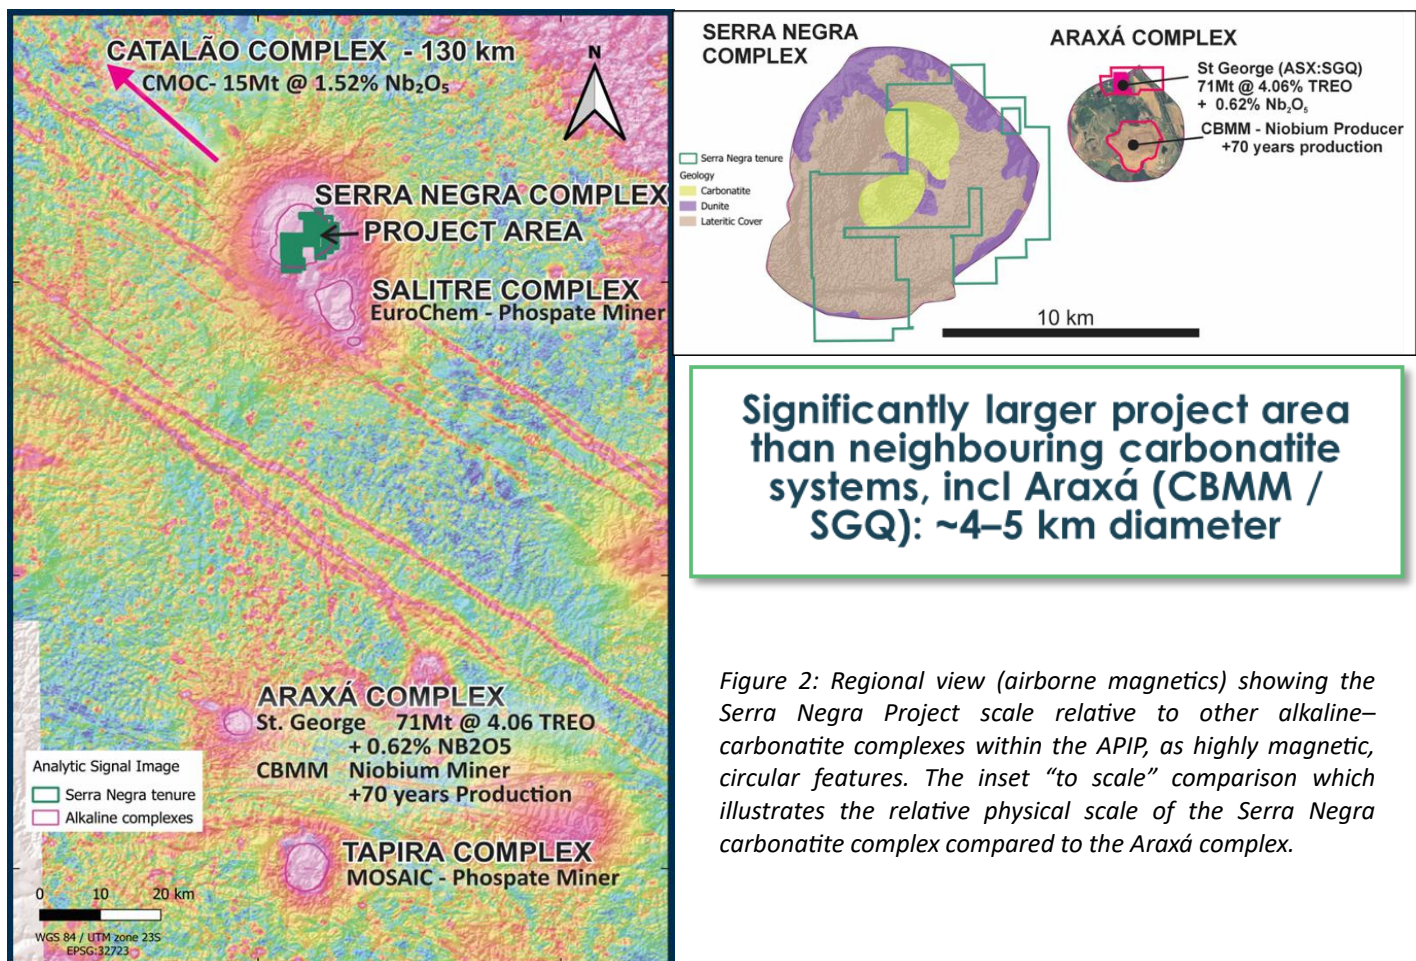 CATALÃO COMPLEX - 130 km
CMOC- 15Mt @ 1.52% Nb₂O₅
N
SERRA NEGRA COMPLEX
PROJECT AREA
SALITRE COMPLEX
EuroChem - Phospate Miner
ARAXÁ COMPLEX
St. George 71Mt @ 4.06 TREO
+ 0.62% NB2O5
CBMM Niobium Miner
+70 years Production
Analytic Signal Image
Serra Negra tenure
Alkaline complexes
TAPIRA COMPLEX
MOSAIC - Phospate Miner
0 10 20 km
WGS 84 / UTM zone 23S
EPSG:32723
SERRA NEGRA
COMPLEX
Serra Negra tenure
Geology
Carbonatite
Dunite
Lateritic Cover
10 km
ARAXÁ COMPLEX
St George (ASX:SGQ)
71Mt @ 4.06% TREO
+ 0.62% Nb₂O₅
CBMM - Niobium Producer
+70 years production
Significantly larger project area
than neighbouring carbonatite
systems, incl Araxá (CBMM /
SGQ): ~4–5 km diameter
Figure 2: Regional view (airborne magnetics) showing the
Serra Negra Project scale relative to other alkaline–
carbonatite complexes within the APIP, as highly magnetic,
circular features. The inset “to scale” comparison which
illustrates the relative physical scale of the Serra Negra
carbonatite complex compared to the Araxá complex.